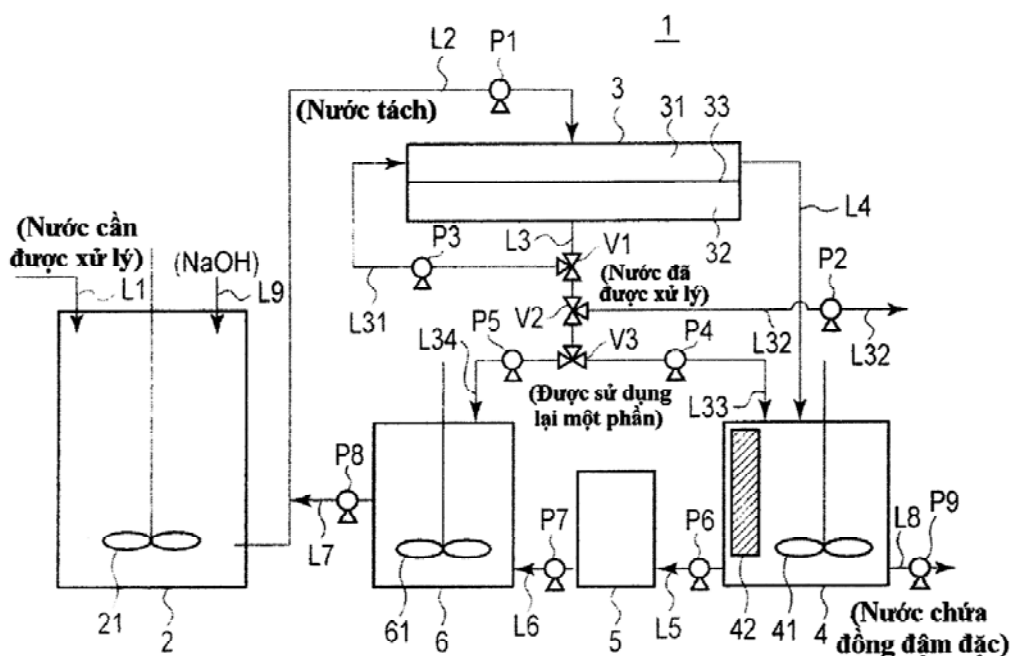 1
L2
P1
(Nước tách)
3
31
33
(Nước cần
được xử lý)
(NaOH)
L1
L9
P3
L3
V1
32
L4
L31
(Nước đã
được xử lý)
P2
V2
L32
L32
L34
P5
V3
P4
(Được sử dụng
lại một phần)
L33
P8
L7
P7
P6
L8
P9
21
2
61
6
L6
5
L5
42
41
4
(Nước chứa
đồng đậm đặc)